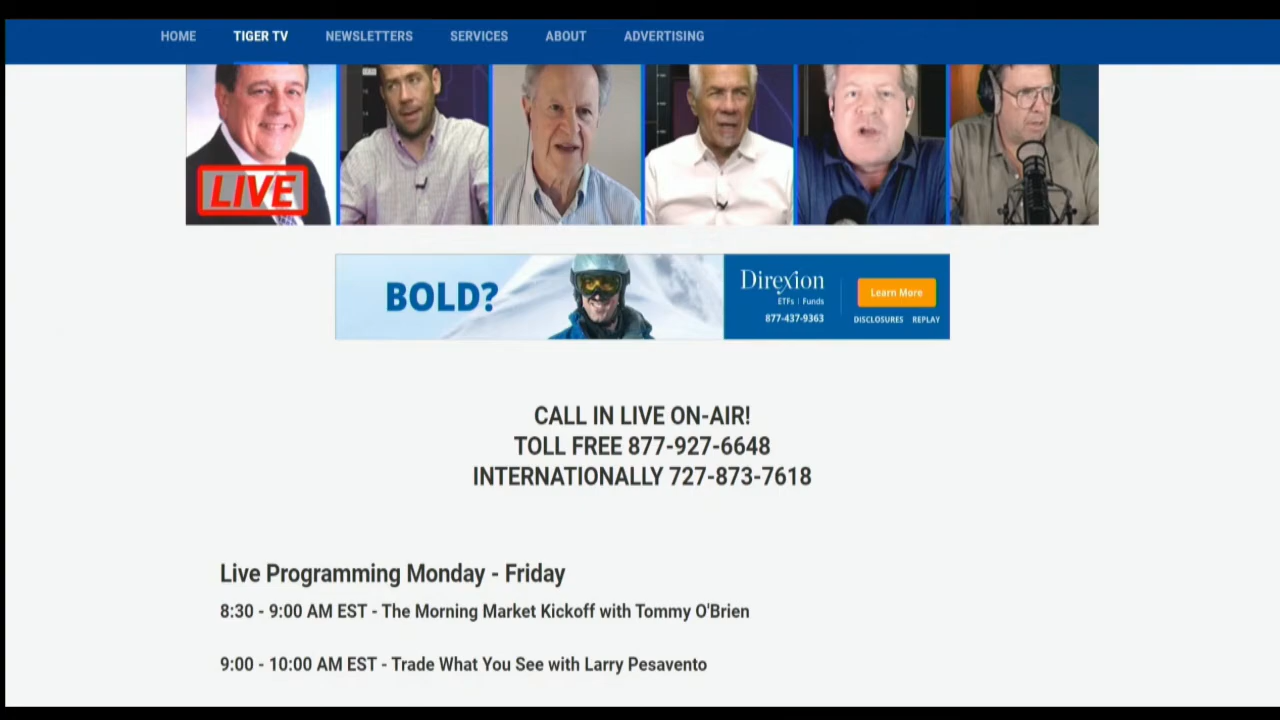 HOME TIGER TV NEWSLETTERS SERVICES ABOUT ADVERTISING
LIVE
BOLD?
Direxion
ETFs | Funds
877-437-9363
Learn More
DISCLOSURES REPLAY
CALL IN LIVE ON-AIR!
TOLL FREE 877-927-6648
INTERNATIONALLY 727-873-7618
Live Programming Monday - Friday
8:30 - 9:00 AM EST - The Morning Market Kickoff with Tommy O'Brien
9:00 - 10:00 AM EST - Trade What You See with Larry Pesavento